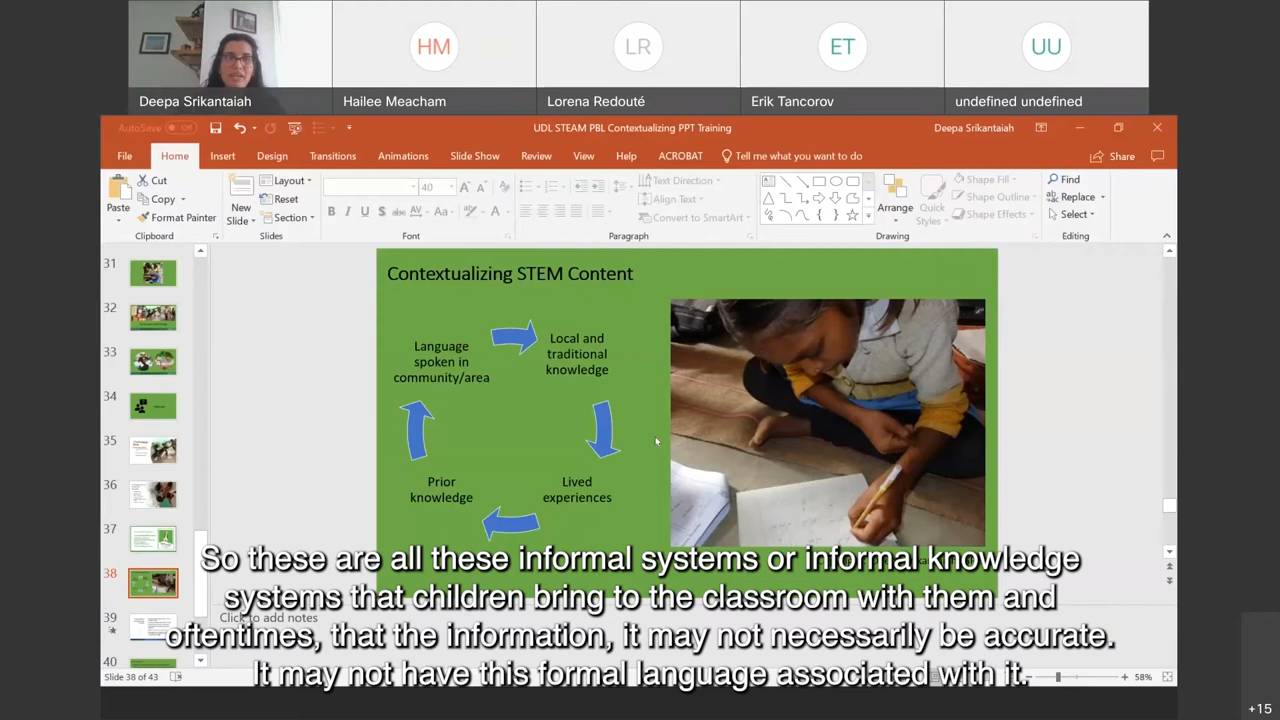 HM
LR
ET
UU
Deepa Srikantaiah
Hailee Meacham
Lorena Redouté
Erik Tancorov
undefined undefined
AutoSave Off
UDL STEAM PBL Contextualizing PPT Training
Deepa Srikantaiah
File Home Insert Design Transitions Animations Slide Show Review View Help ACROBAT Tell me what you want to do Share
Paste
Cut
Copy
Format Painter
Clipboard
New Slide
Layout
Reset
Section
Slides
40
Font
Text Direction
Align Text
Convert to SmartArt
Paragraph
Arrange
Quick Styles
Shape Fill
Shape Outline
Shape Effects
Drawing
Find
Replace
Select
Editing
31
32
33
34
35
36
37
38
39
40
Contextualizing STEM Content
Language
spoken in
community/area
Local and
traditional
knowledge
Prior
knowledge
Lived
experiences
So these are all these informal systems or informal knowledge
systems that children bring to the classroom with them and
oftentimes, that the information, it may not necessarily be accurate.
It may not have this formal language associated with it.
Click to add notes
Slide 38 of 43
58%
+15